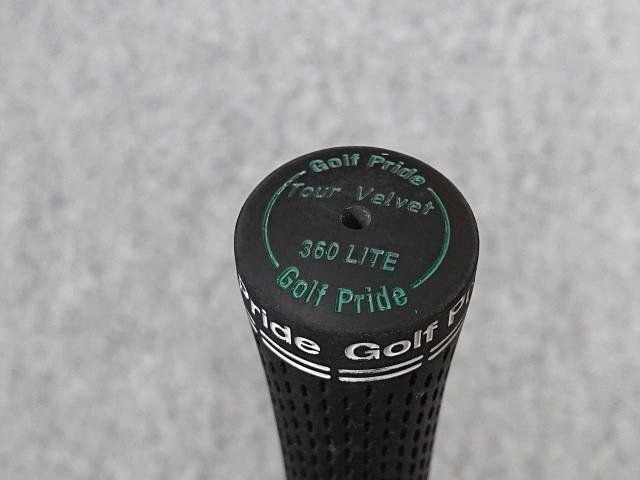 Golf Pride
Tour Velvet
360 LITE
Golf Pride
Pride Golf